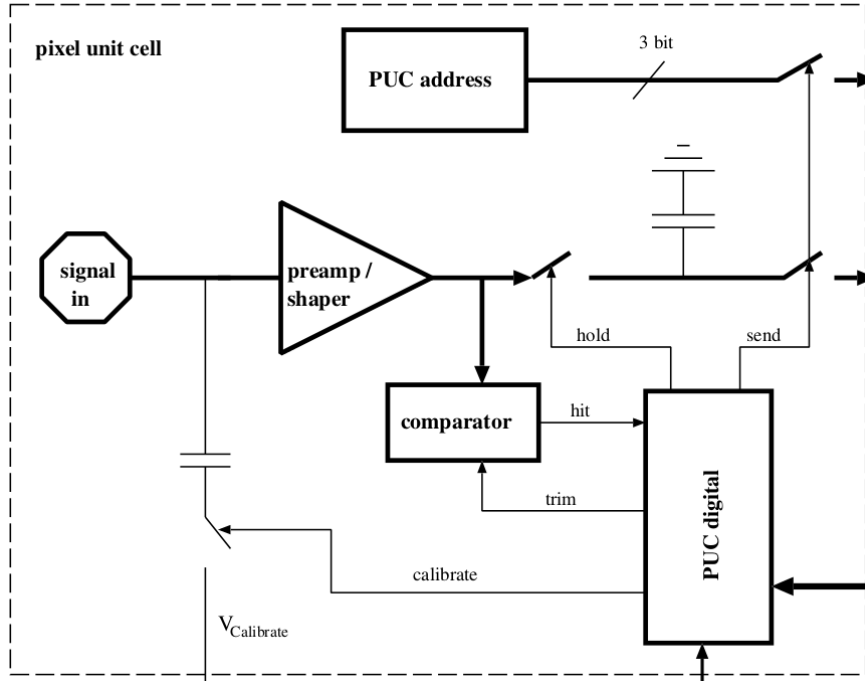 pixel unit cell
3 bit
PUC address
signal
in
preamp /
shaper
hold
send
comparator
hit
trim
PUC digital
calibrate
VCalibrate